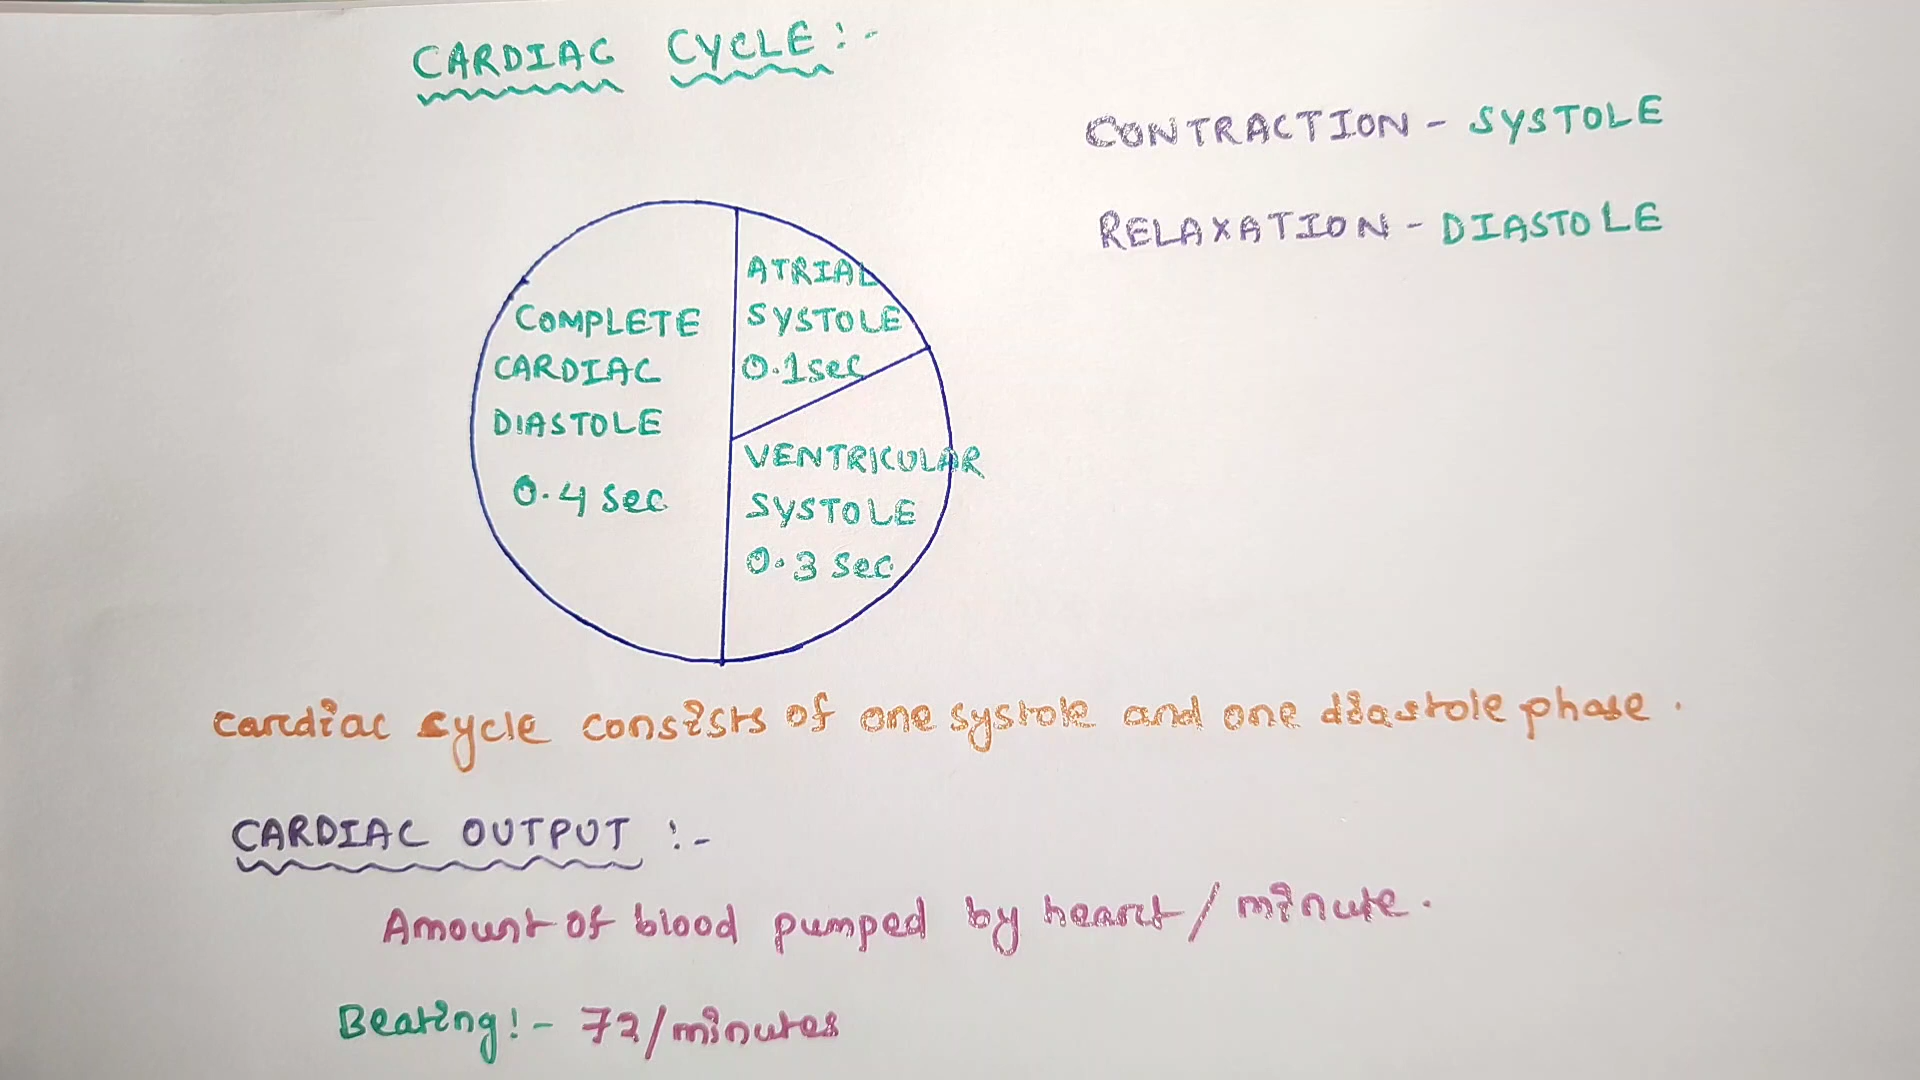 CARDIAC CYCLE :-
CONTRACTION - SYSTOLE
RELAXATION - DIASTOLE
COMPLETE
CARDIAC
DIASTOLE
0.4 sec
ATRIAL
SYSTOLE
0.1sec
VENTRICULAR
SYSTOLE
0.3 sec
cardiac cycle consists of one systole and one diastole phase .
CARDIAC OUTPUT :-
Amount of blood pumped by heart / minute .
Beating :- 72/minutes